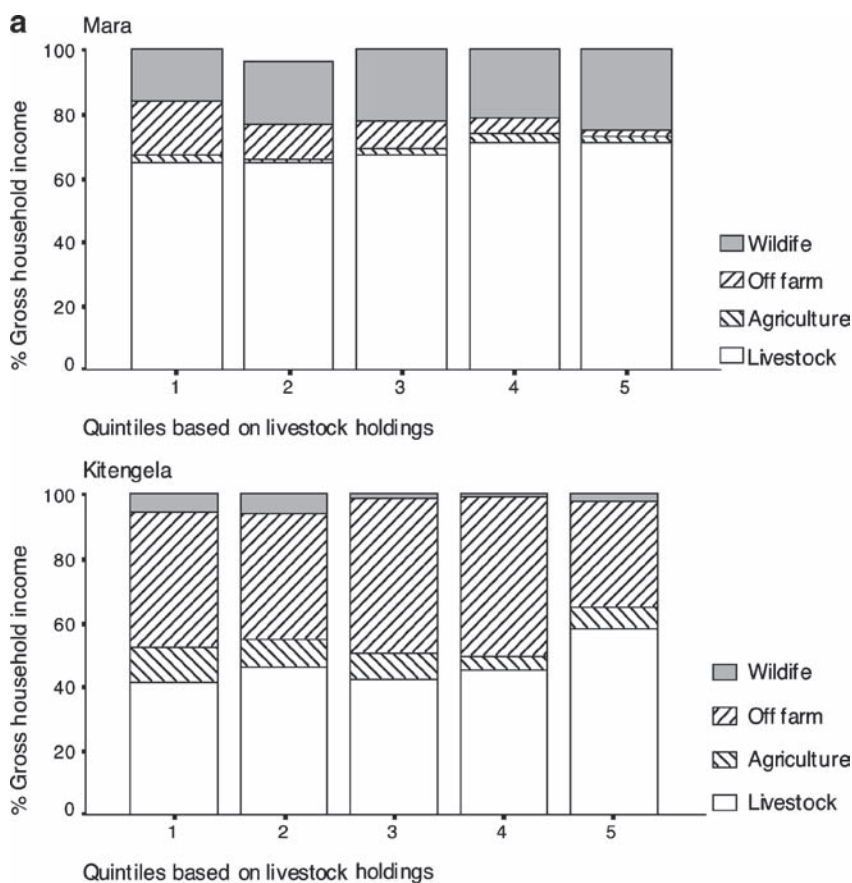 a
Mara
100
80
60
40
20
0
% Gross household income
1 2 3 4 5
Quintiles based on livestock holdings
Wildife
Off farm
Agriculture
Livestock
Kitengela
100
80
60
40
20
0
% Gross household income
1 2 3 4 5
Quintiles based on livestock holdings
Wildife
Off farm
Agriculture
Livestock